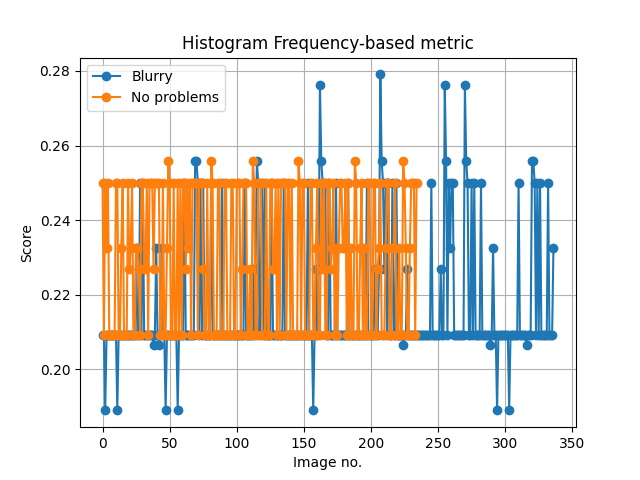 Histogram Frequency-based metric
Blurry
No problems
Score
0.28
0.26
0.24
0.22
0.20
0
50
100
150
200
250
300
350
Image no.